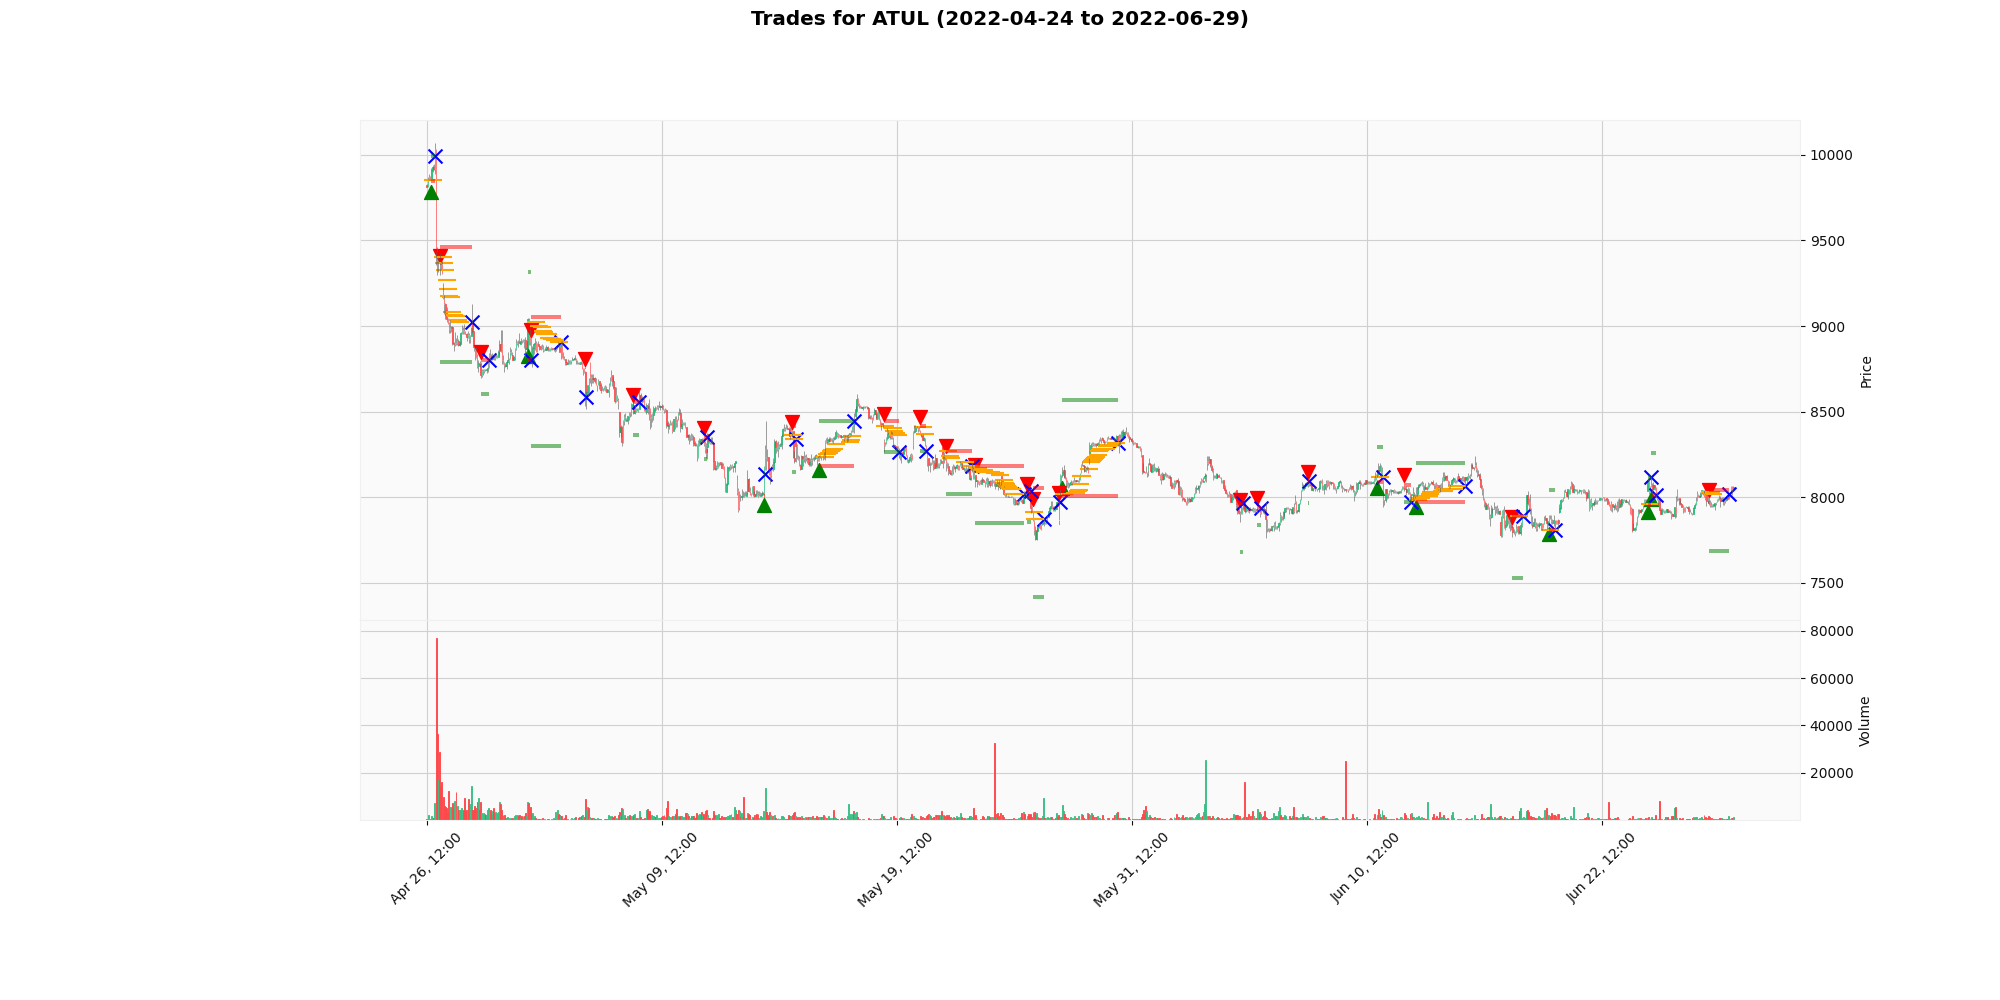 Trades for ATUL (2022-04-24 to 2022-06-29)
10000
9500
9000
8500
8000
7500
Price
80000
60000
40000
20000
Volume
Apr 26, 12:00
May 09, 12:00
May 19, 12:00
May 31, 12:00
Jun 10, 12:00
Jun 22, 12:00